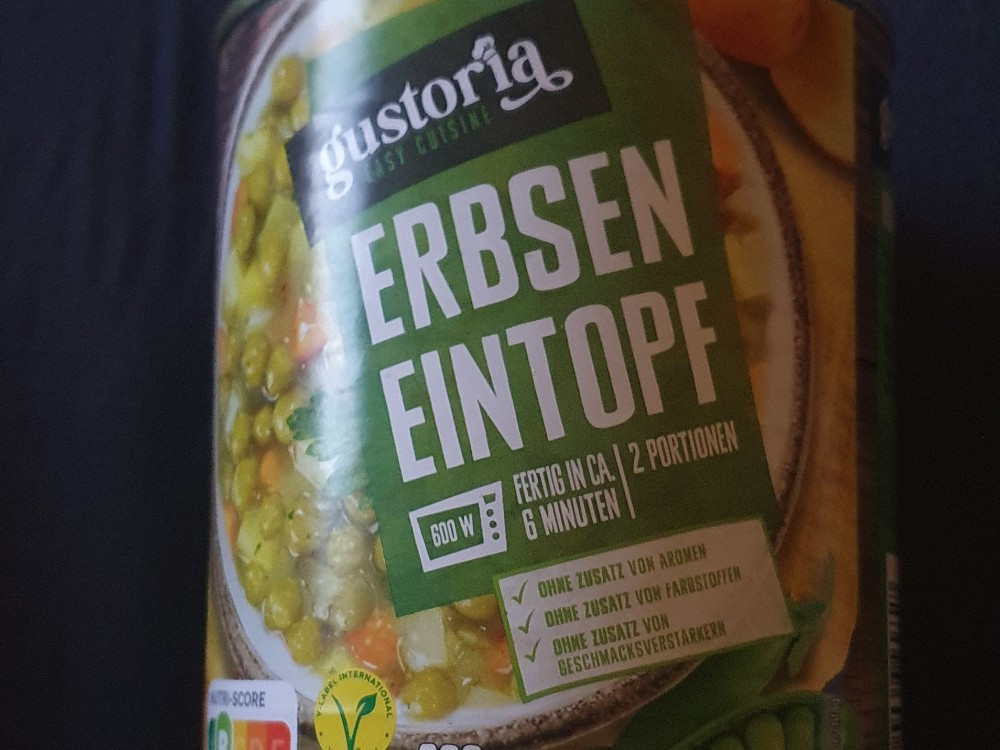 gustoria
EASY CUISINE
ERBSEN
EINTOPF
600 W
FERTIG IN CA.
6 MINUTEN
2 PORTIONEN
OHNE ZUSATZ VON AROMEN
OHNE ZUSATZ VON FARBSTOFFEN
OHNE ZUSATZ VON
GESCHMACKSVERSTÄRKERN
NUTRI-SCORE
V-LABEL INTERNATIONAL